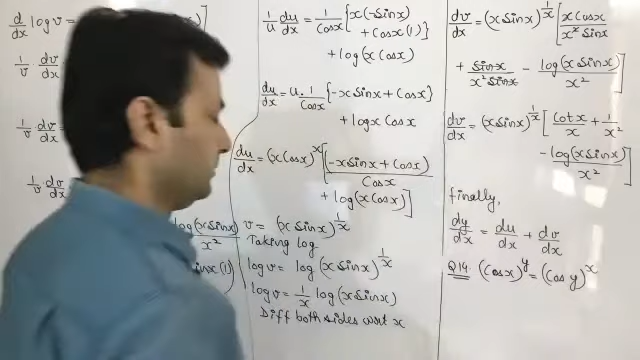 d/dx log v =
1/v dv/dx =
1/v dv/dx =
1/v dv/dx
log(x sinx)
x²
sinx(1)
1/u du/dx = 1/cosx {x(-sinx)
+ cosx(1)}
+ log(x cosx)
du/dx = u.1/cosx {-x sinx + cosx}
+ logx cosx
du/dx = (x cosx)^x [(-x sinx + cosx)/cosx
+ log(x cosx)]
v = (x sinx)^(1/x)
Taking log
log v = log (x sinx)^(1/x)
log v = 1/x log (x sinx)
Diff both sides wrt x
dv/dx = (x sinx)^(1/x) [x cosx/x² sinx
+ sinx/x² sinx - log(x sinx)/x²]
dv/dx = (x sinx)^(1/x) [cotx/x + 1/x²
- log(x sinx)/x²]
finally,
dy/dx = du/dx + dv/dx
Q14. (cosx)^y = (cos y)^x